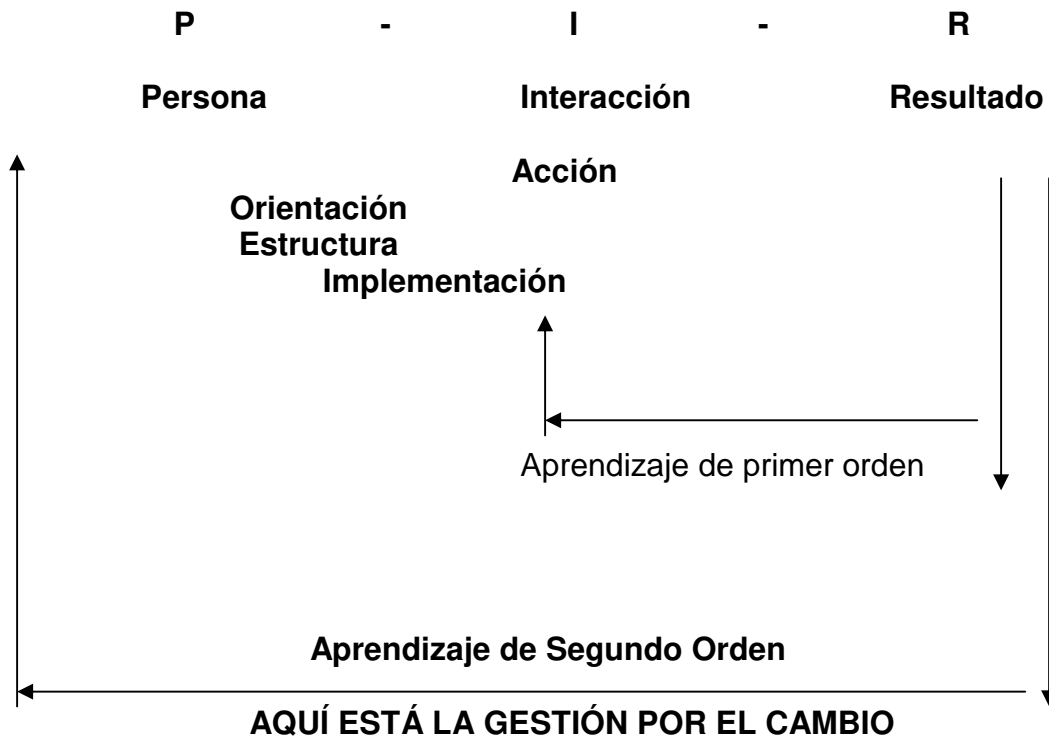 P - I - R
Persona Interacción Resultado
Acción
Orientación
Estructura
Implementación
Aprendizaje de primer orden
Aprendizaje de Segundo Orden
AQUÍ ESTÁ LA GESTIÓN POR EL CAMBIO